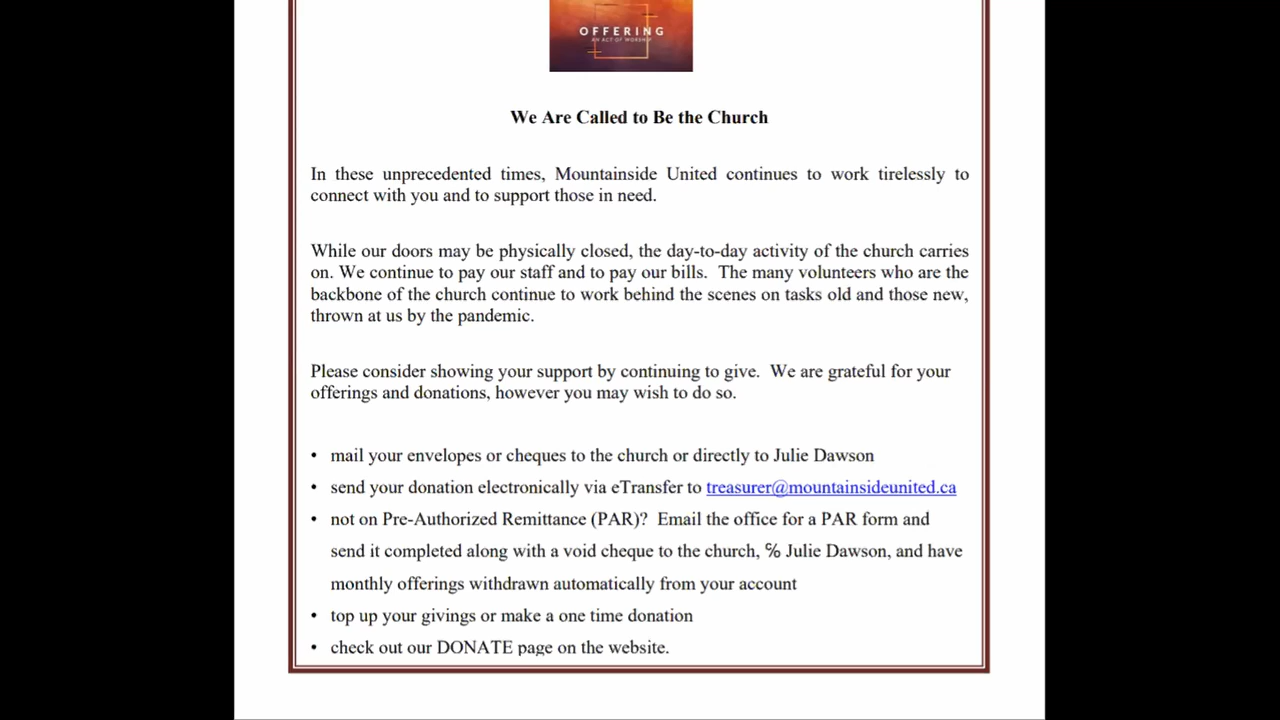 OFFERING
AN ACT OF WORSHIP
We Are Called to Be the Church
In these unprecedented times, Mountainside United continues to work tirelessly to
connect with you and to support those in need.
While our doors may be physically closed, the day-to-day activity of the church carries
on. We continue to pay our staff and to pay our bills.  The many volunteers who are the
backbone of the church continue to work behind the scenes on tasks old and those new,
thrown at us by the pandemic.
Please consider showing your support by continuing to give.  We are grateful for your
offerings and donations, however you may wish to do so.
• mail your envelopes or cheques to the church or directly to Julie Dawson
• send your donation electronically via eTransfer to treasurer@mountainsideunited.ca
• not on Pre-Authorized Remittance (PAR)?  Email the office for a PAR form and
send it completed along with a void cheque to the church, ℅ Julie Dawson, and have
monthly offerings withdrawn automatically from your account
• top up your givings or make a one time donation
• check out our DONATE page on the website.